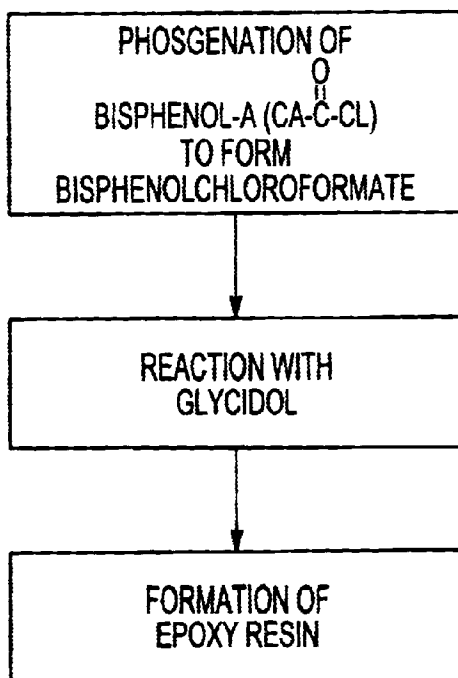 PHOSGENATION OF
O
BISPHENOL-A (CA-C-CL)
TO FORM
BISPHENOLCHLOROFORMATE
REACTION WITH
GLYCIDOL
FORMATION OF
EPOXY RESIN